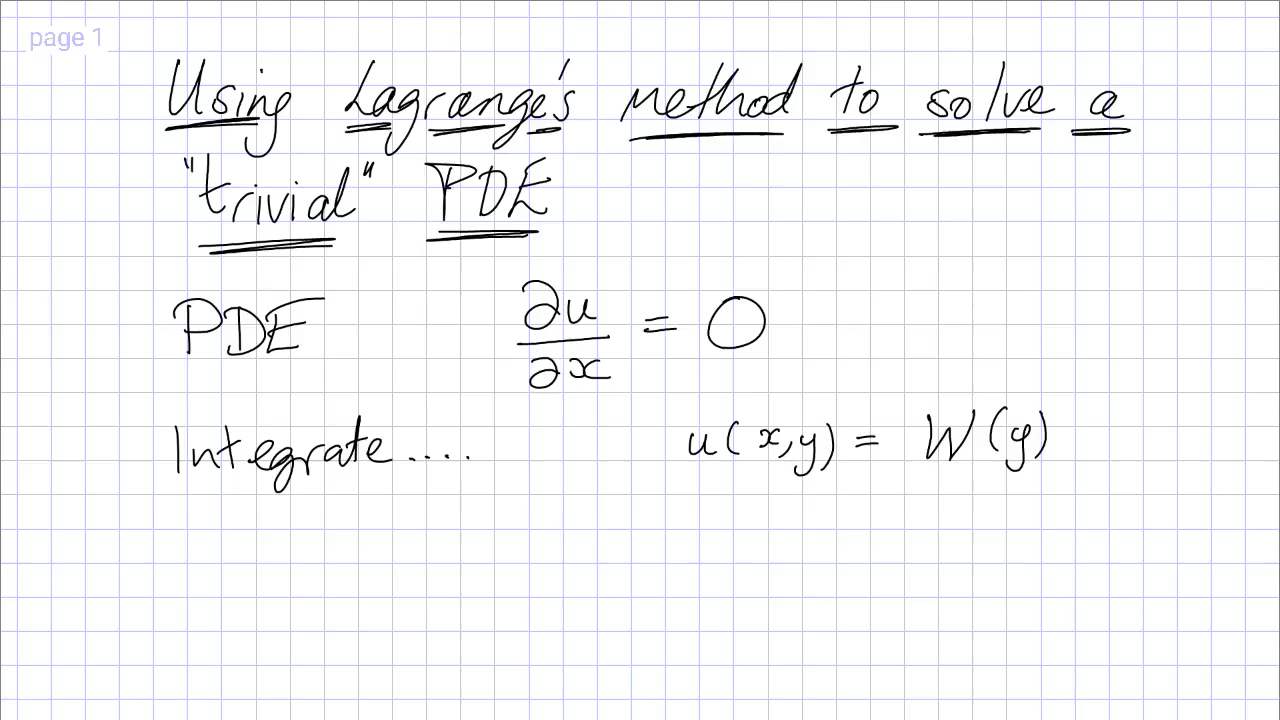 page 1
Using Lagrange's method to solve a
"trivial" PDE
PDE ∂u/∂x = 0
Integrate.... u(x,y) = W(y)